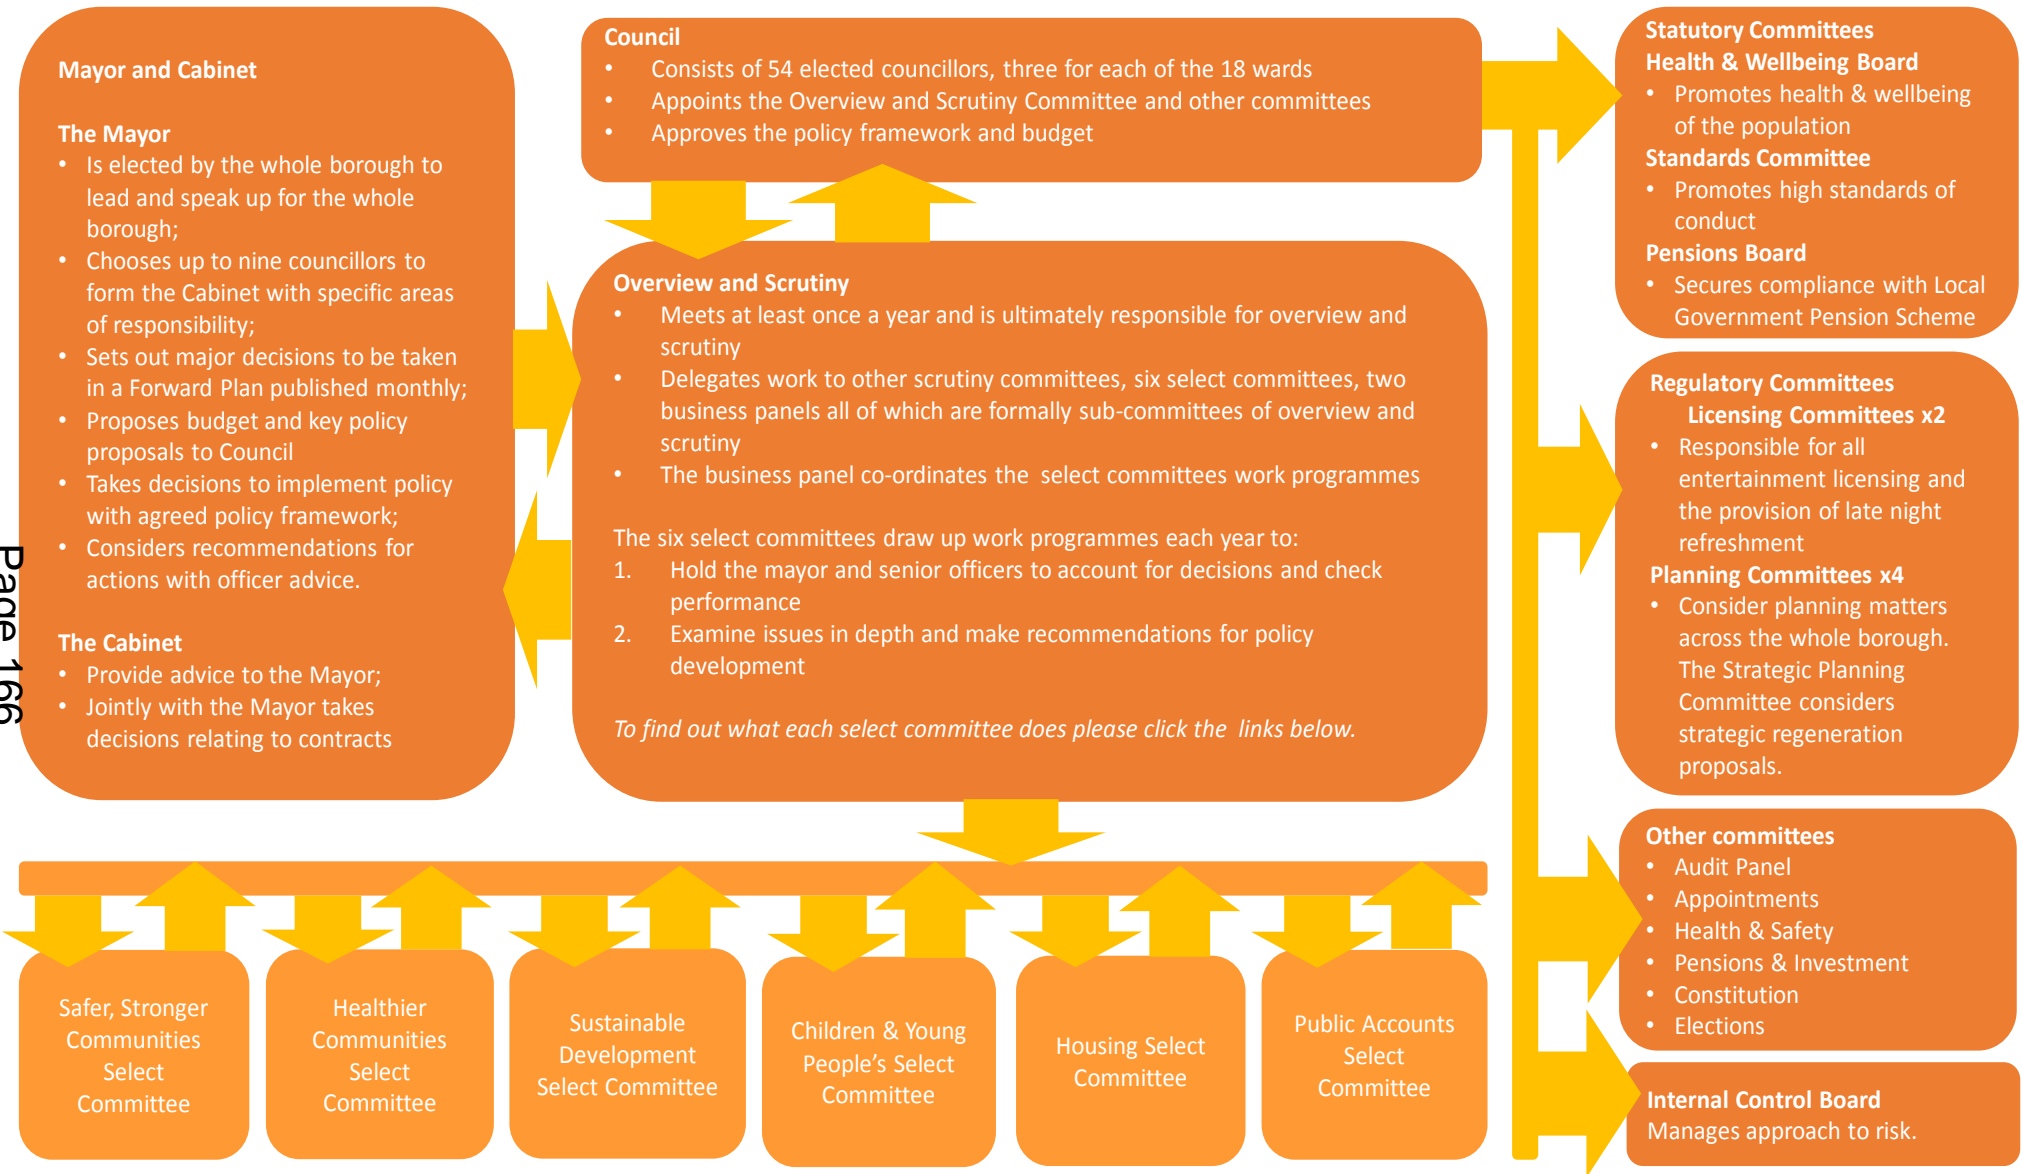 Mayor and Cabinet
The Mayor
• Is elected by the whole borough to
lead and speak up for the whole
borough;
• Chooses up to nine councillors to
form the Cabinet with specific areas
of responsibility;
• Sets out major decisions to be taken
in a Forward Plan published monthly;
• Proposes budget and key policy
proposals to Council
• Takes decisions to implement policy
with agreed policy framework;
• Considers recommendations for
actions with officer advice.
The Cabinet
• Provide advice to the Mayor;
• Jointly with the Mayor takes
decisions relating to contracts
Council
• Consists of 54 elected councillors, three for each of the 18 wards
• Appoints the Overview and Scrutiny Committee and other committees
• Approves the policy framework and budget
Overview and Scrutiny
• Meets at least once a year and is ultimately responsible for overview and
scrutiny
• Delegates work to other scrutiny committees, six select committees, two
business panels all of which are formally sub-committees of overview and
scrutiny
• The business panel co-ordinates the select committees work programmes
The six select committees draw up work programmes each year to:
1. Hold the mayor and senior officers to account for decisions and check
performance
2. Examine issues in depth and make recommendations for policy
development
To find out what each select committee does please click the links below.
Statutory Committees
Health & Wellbeing Board
• Promotes health & wellbeing
of the population
Standards Committee
• Promotes high standards of
conduct
Pensions Board
• Secures compliance with Local
Government Pension Scheme
Regulatory Committees
Licensing Committees x2
• Responsible for all
entertainment licensing and
the provision of late night
refreshment
Planning Committees x4
• Consider planning matters
across the whole borough.
The Strategic Planning
Committee considers
strategic regeneration
proposals.
Other committees
• Audit Panel
• Appointments
• Health & Safety
• Pensions & Investment
• Constitution
• Elections
Internal Control Board
Manages approach to risk.
Safer, Stronger
Communities
Select
Committee
Healthier
Communities
Select
Committee
Sustainable
Development
Select Committee
Children & Young
People's Select
Committee
Housing Select
Committee
Public Accounts
Select
Committee
Page 166